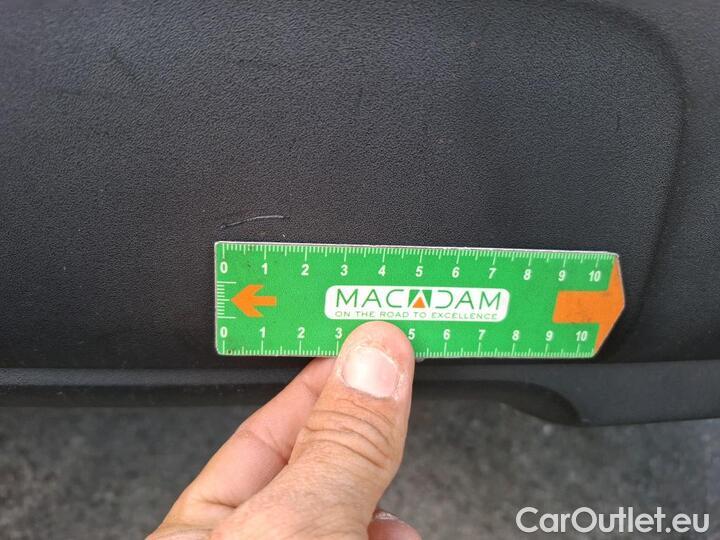 0 1 2 3 4 5 6 7 8 9 10
MACADAM
ON THE ROAD TO EXCELLENCE
0 1 2 3 5 6 7 8 9 10
CarOutlet.eu